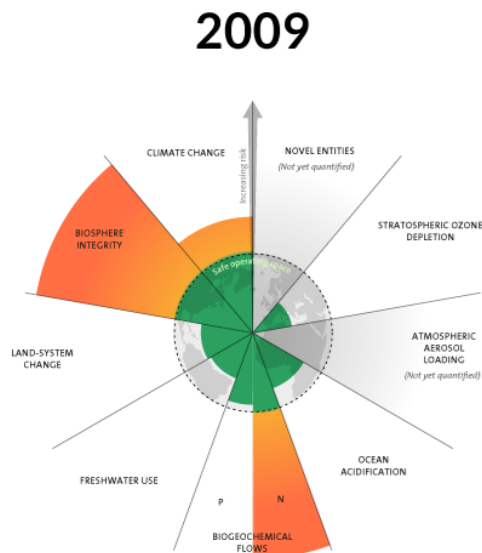 2009
CLIMATE CHANGE
NOVEL ENTITIES
(Not yet quantified)
Increasing risk
STRATOSPHERIC OZONE
DEPLETION
BIOSPHERE
INTEGRITY
Safe operating space
ATMOSPHERIC
AEROSOL
LOADING
(Not yet quantified)
LAND-SYSTEM
CHANGE
OCEAN
ACIDIFICATION
FRESHWATER USE
P
N
BIOGEOCHEMICAL
FLOWS